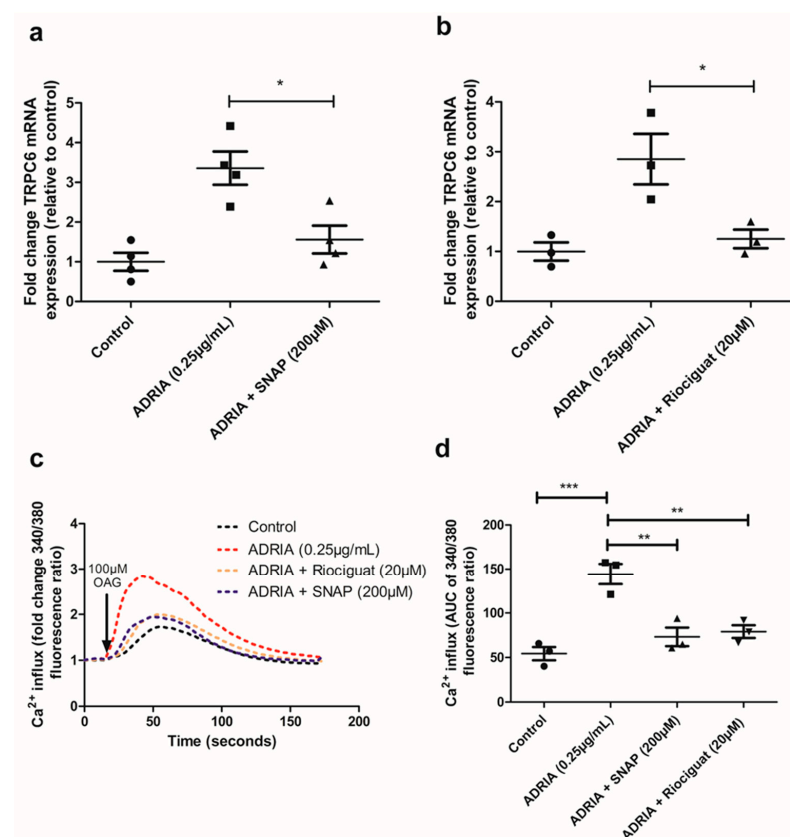 a
Fold change TRPC6 mRNA
expression (relative to control)
5
4
3
2
1
0
*
Control
ADRIA (0.25µg/mL)
ADRIA + SNAP (200µM)
b
Fold change TRPC6 mRNA
expression (relative to control)
4
3
2
1
0
*
Control
ADRIA (0.25µg/mL)
ADRIA + Riociguat (20µM)
c
Ca2+ influx (fold change 340/380
fluorescence ratio)
4
3
2
1
0
100µM
OAG
Control
ADRIA (0.25µg/mL)
ADRIA + Riociguat (20µM)
ADRIA + SNAP (200µM)
0
50
100
150
200
Time (seconds)
d
Ca2+ influx (AUC of 340/380
fluorescence ratio)
200
150
100
50
0
***
**
**
Control
ADRIA (0.25µg/mL)
ADRIA + SNAP (200µM)
ADRIA + Riociguat (20µM)